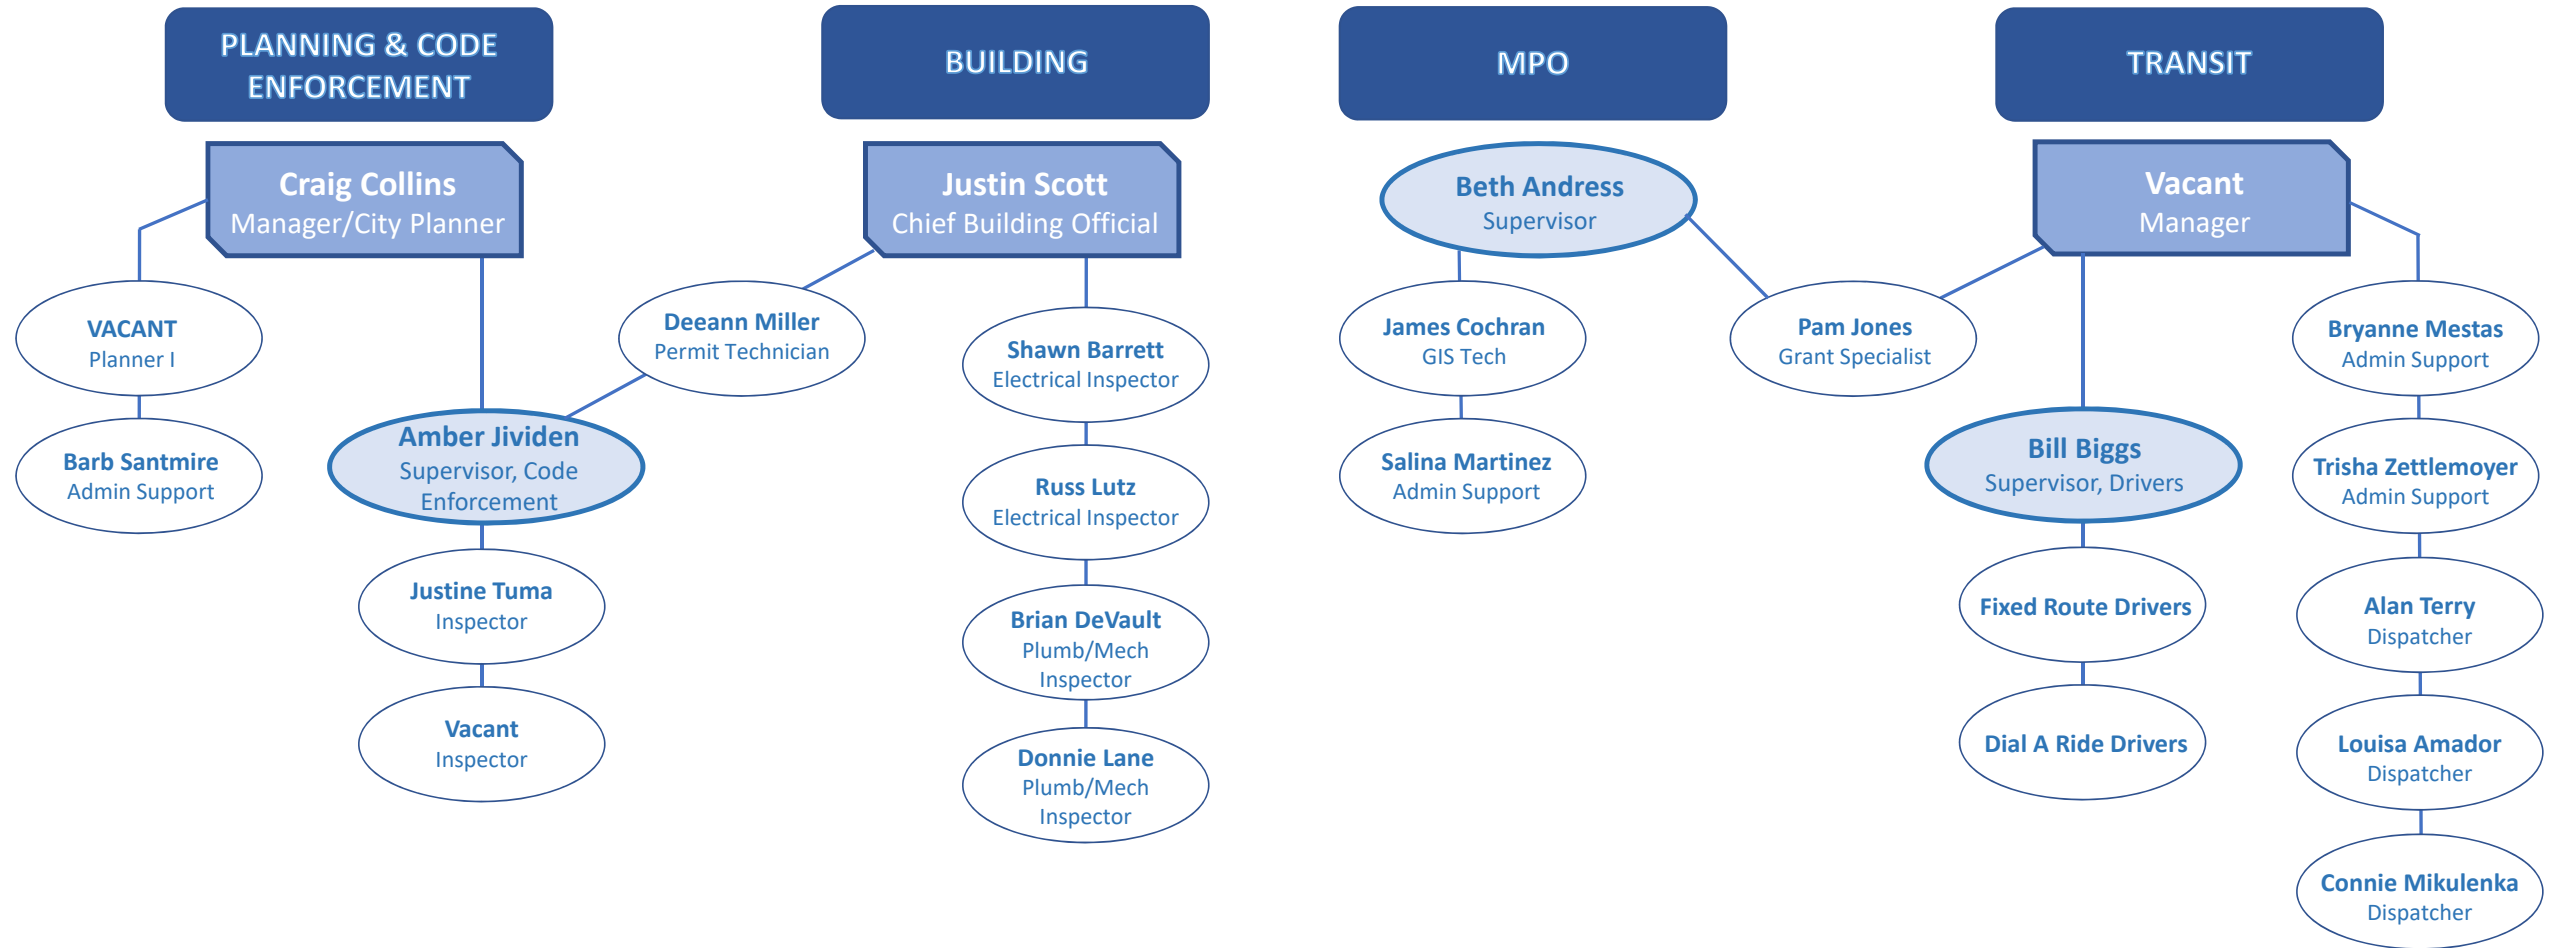 PLANNING & CODE
ENFORCEMENT
Craig Collins
Manager/City Planner
VACANT
Planner I
Barb Santmire
Admin Support
Amber Jividen
Supervisor, Code
Enforcement
Justine Tuma
Inspector
Vacant
Inspector
BUILDING
Justin Scott
Chief Building Official
Deeann Miller
Permit Technician
Shawn Barrett
Electrical Inspector
Russ Lutz
Electrical Inspector
Brian DeVault
Plumb/Mech
Inspector
Donnie Lane
Plumb/Mech
Inspector
MPO
Beth Andress
Supervisor
James Cochran
GIS Tech
Salina Martinez
Admin Support
Pam Jones
Grant Specialist
TRANSIT
Vacant
Manager
Bill Biggs
Supervisor, Drivers
Fixed Route Drivers
Dial A Ride Drivers
Bryanne Mestas
Admin Support
Trisha Zettlemoyer
Admin Support
Alan Terry
Dispatcher
Louisa Amador
Dispatcher
Connie Mikulenka
Dispatcher